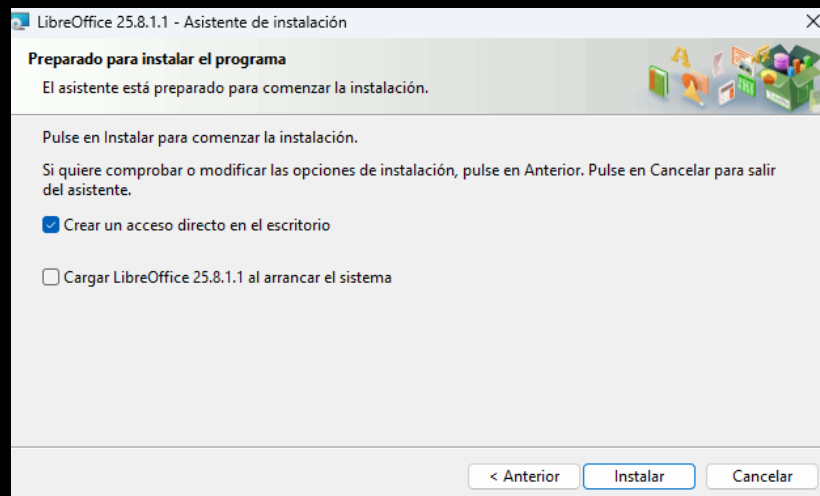 LibreOffice 25.8.1.1 - Asistente de instalación
Preparado para instalar el programa
El asistente está preparado para comenzar la instalación.
Pulse en Instalar para comenzar la instalación.
Si quiere comprobar o modificar las opciones de instalación, pulse en Anterior. Pulse en Cancelar para salir
del asistente.
Crear un acceso directo en el escritorio
Cargar LibreOffice 25.8.1.1 al arrancar el sistema
< Anterior
Instalar
Cancelar